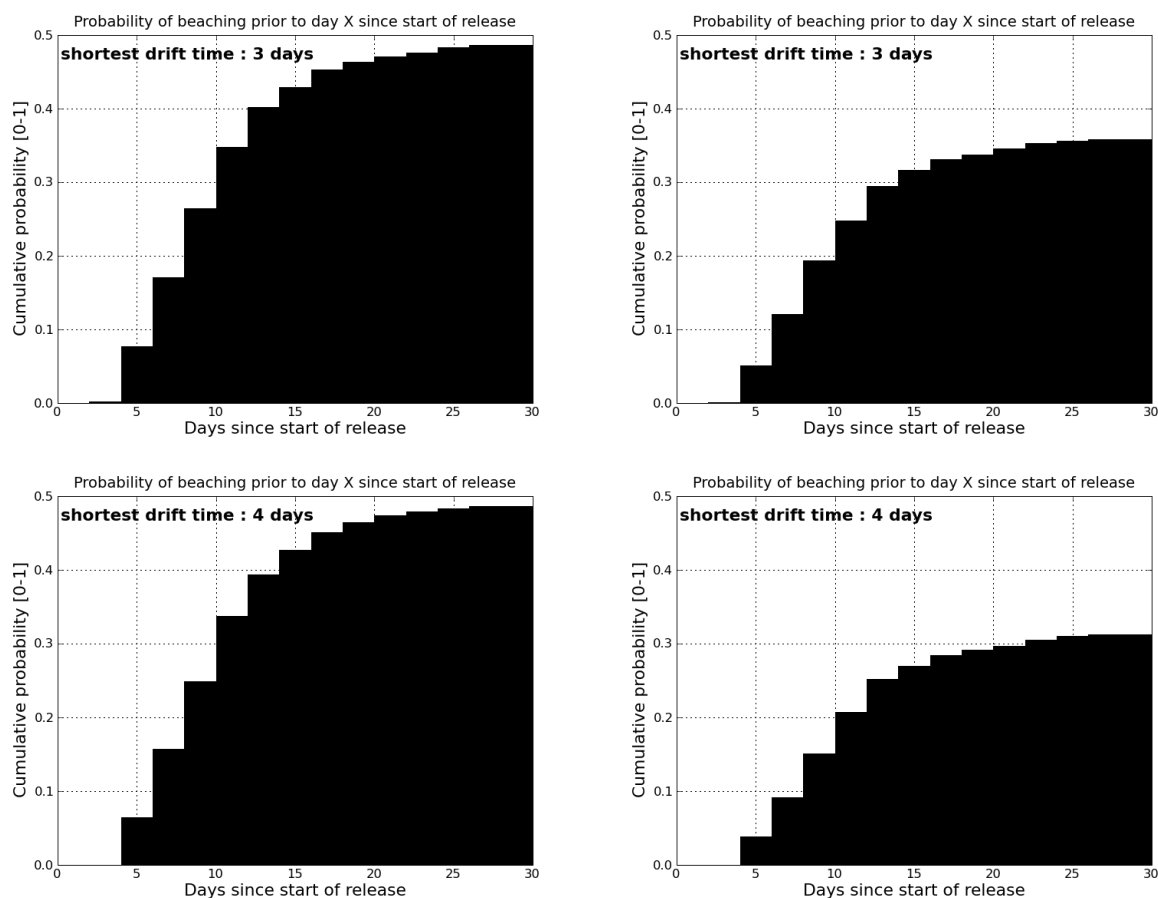 Probability of beaching prior to day X since start of release
shortest drift time : 3 days
Cumulative probability [0-1]
0.5
0.4
0.3
0.2
0.1
0.0
0 5 10 15 20 25 30
Days since start of release
Probability of beaching prior to day X since start of release
shortest drift time : 3 days
Cumulative probability [0-1]
0.5
0.4
0.3
0.2
0.1
0.0
0 5 10 15 20 25 30
Days since start of release
Probability of beaching prior to day X since start of release
shortest drift time : 4 days
Cumulative probability [0-1]
0.5
0.4
0.3
0.2
0.1
0.0
0 5 10 15 20 25 30
Days since start of release
Probability of beaching prior to day X since start of release
shortest drift time : 4 days
Cumulative probability [0-1]
0.5
0.4
0.3
0.2
0.1
0.0
0 5 10 15 20 25 30
Days since start of release